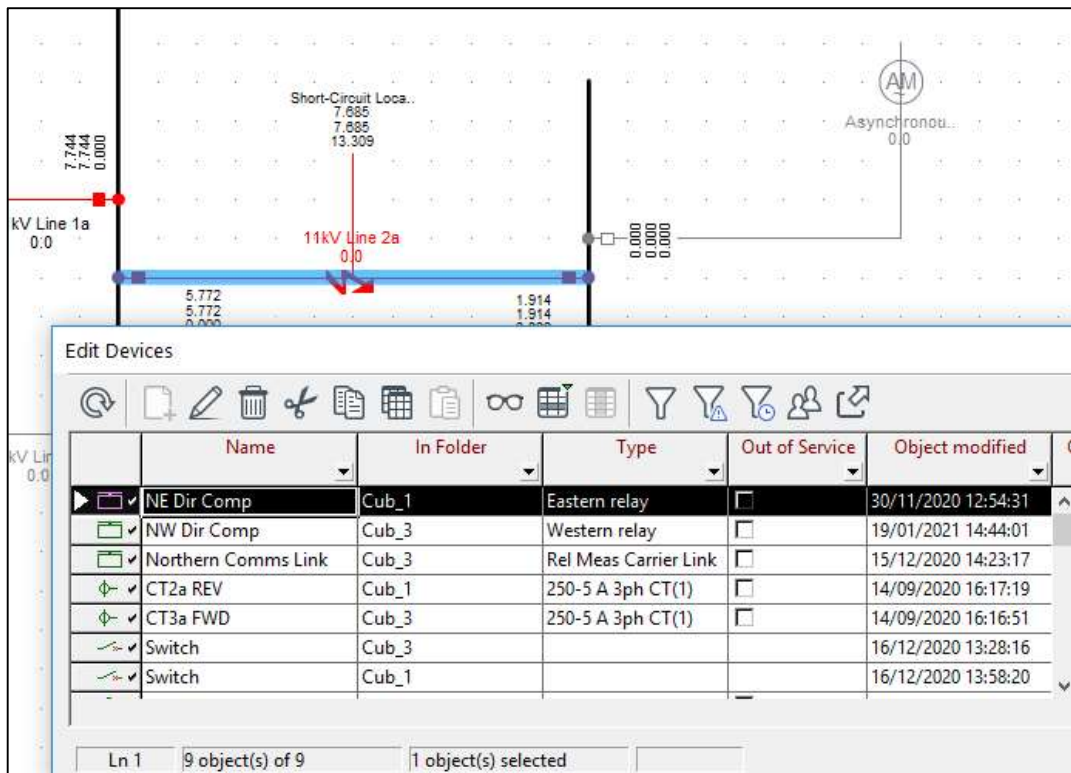 Short-Circuit Loca..
7.685
7.685
13.309
AM
Asynchronou..
0.0
7.744
7.744
0.000
kV Line 1a
0.0
11kV Line 2a
0.0
0.000
0.000
0.000
5.772
5.772
0.000
1.914
1.914
kV Lin
0.0
Edit Devices
Name In Folder Type Out of Service Object modified
NE Dir Comp Cub_1 Eastern relay 30/11/2020 12:54:31
NW Dir Comp Cub_3 Western relay 19/01/2021 14:44:01
Northern Comms Link Cub_3 Rel Meas Carrier Link 15/12/2020 14:23:17
CT2a REV Cub_1 250-5 A 3ph CT(1) 14/09/2020 16:17:19
CT3a FWD Cub_3 250-5 A 3ph CT(1) 14/09/2020 16:16:51
Switch Cub_3 16/12/2020 13:28:16
Switch Cub_1 16/12/2020 13:58:20
Ln 1 9 object(s) of 9 1 object(s) selected